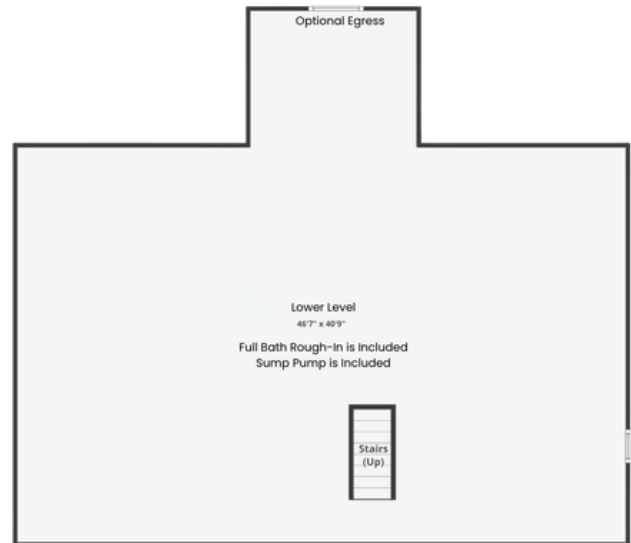 Optional Egress
Lower Level
46'7" x 40'9"
Full Bath Rough-In is Included
Sump Pump is Included
Stairs
(Up)